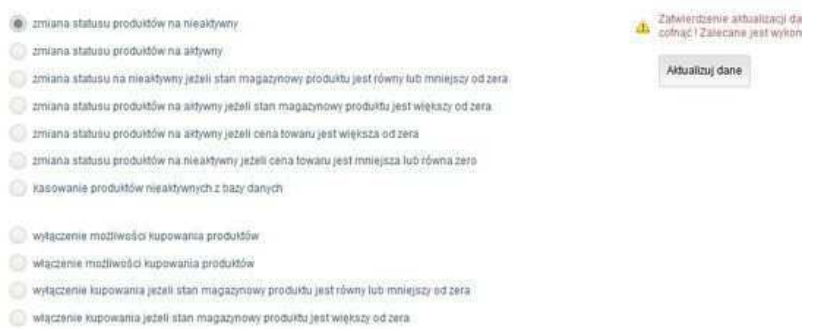 zmiana statusu produktów na nieaktywny
zmiana statusu produktów na aktywny
zmiana statusu na nieaktywny jeżeli stan magazynowy produktu jest równy lub mniejszy od zera
zmiana statusu produktów na aktywny jeżeli stan magazynowy produktu jest większy od zera
zmiana statusu produktów na aktywny jeżeli cena towaru jest większa od zera
zmiana statusu produktów na nieaktywny jeżeli cena towaru jest mniejsza lub równa zero
kasowanie produktów nieaktywnych z bazy danych
wyłączenie możliwości kupowania produktów
włączenie możliwości kupowania produktów
wyłączenie kupowania jeżeli stan magazynowy produktu jest równy lub mniejszy od zera
włączenie kupowania jeżeli stan magazynowy produktu jest większy od zera
Zatwierdzenie aktualizacji da
cofnąć ! Zalecane jest wykon
Aktualizuj dane